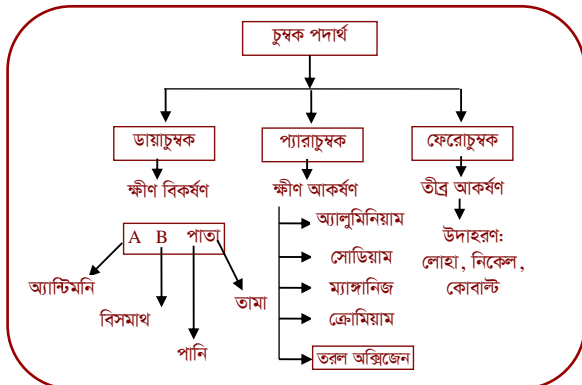 চুম্বক পদার্থ
ডায়াচুম্বক
প্যারাচুম্বক
ফেরোচুম্বক
ক্ষীণ বিকর্ষণ
ক্ষীণ আকর্ষণ
তীব্র আকর্ষণ
A B পাতা
অ্যান্টিমনি
বিসমাথ
পানি
তামা
অ্যালুমিনিয়াম
সোডিয়াম
ম্যাঙ্গানিজ
ক্রোমিয়াম
তরল অক্সিজেন
উদাহরণ:
লোহা, নিকেল,
কোবাল্ট